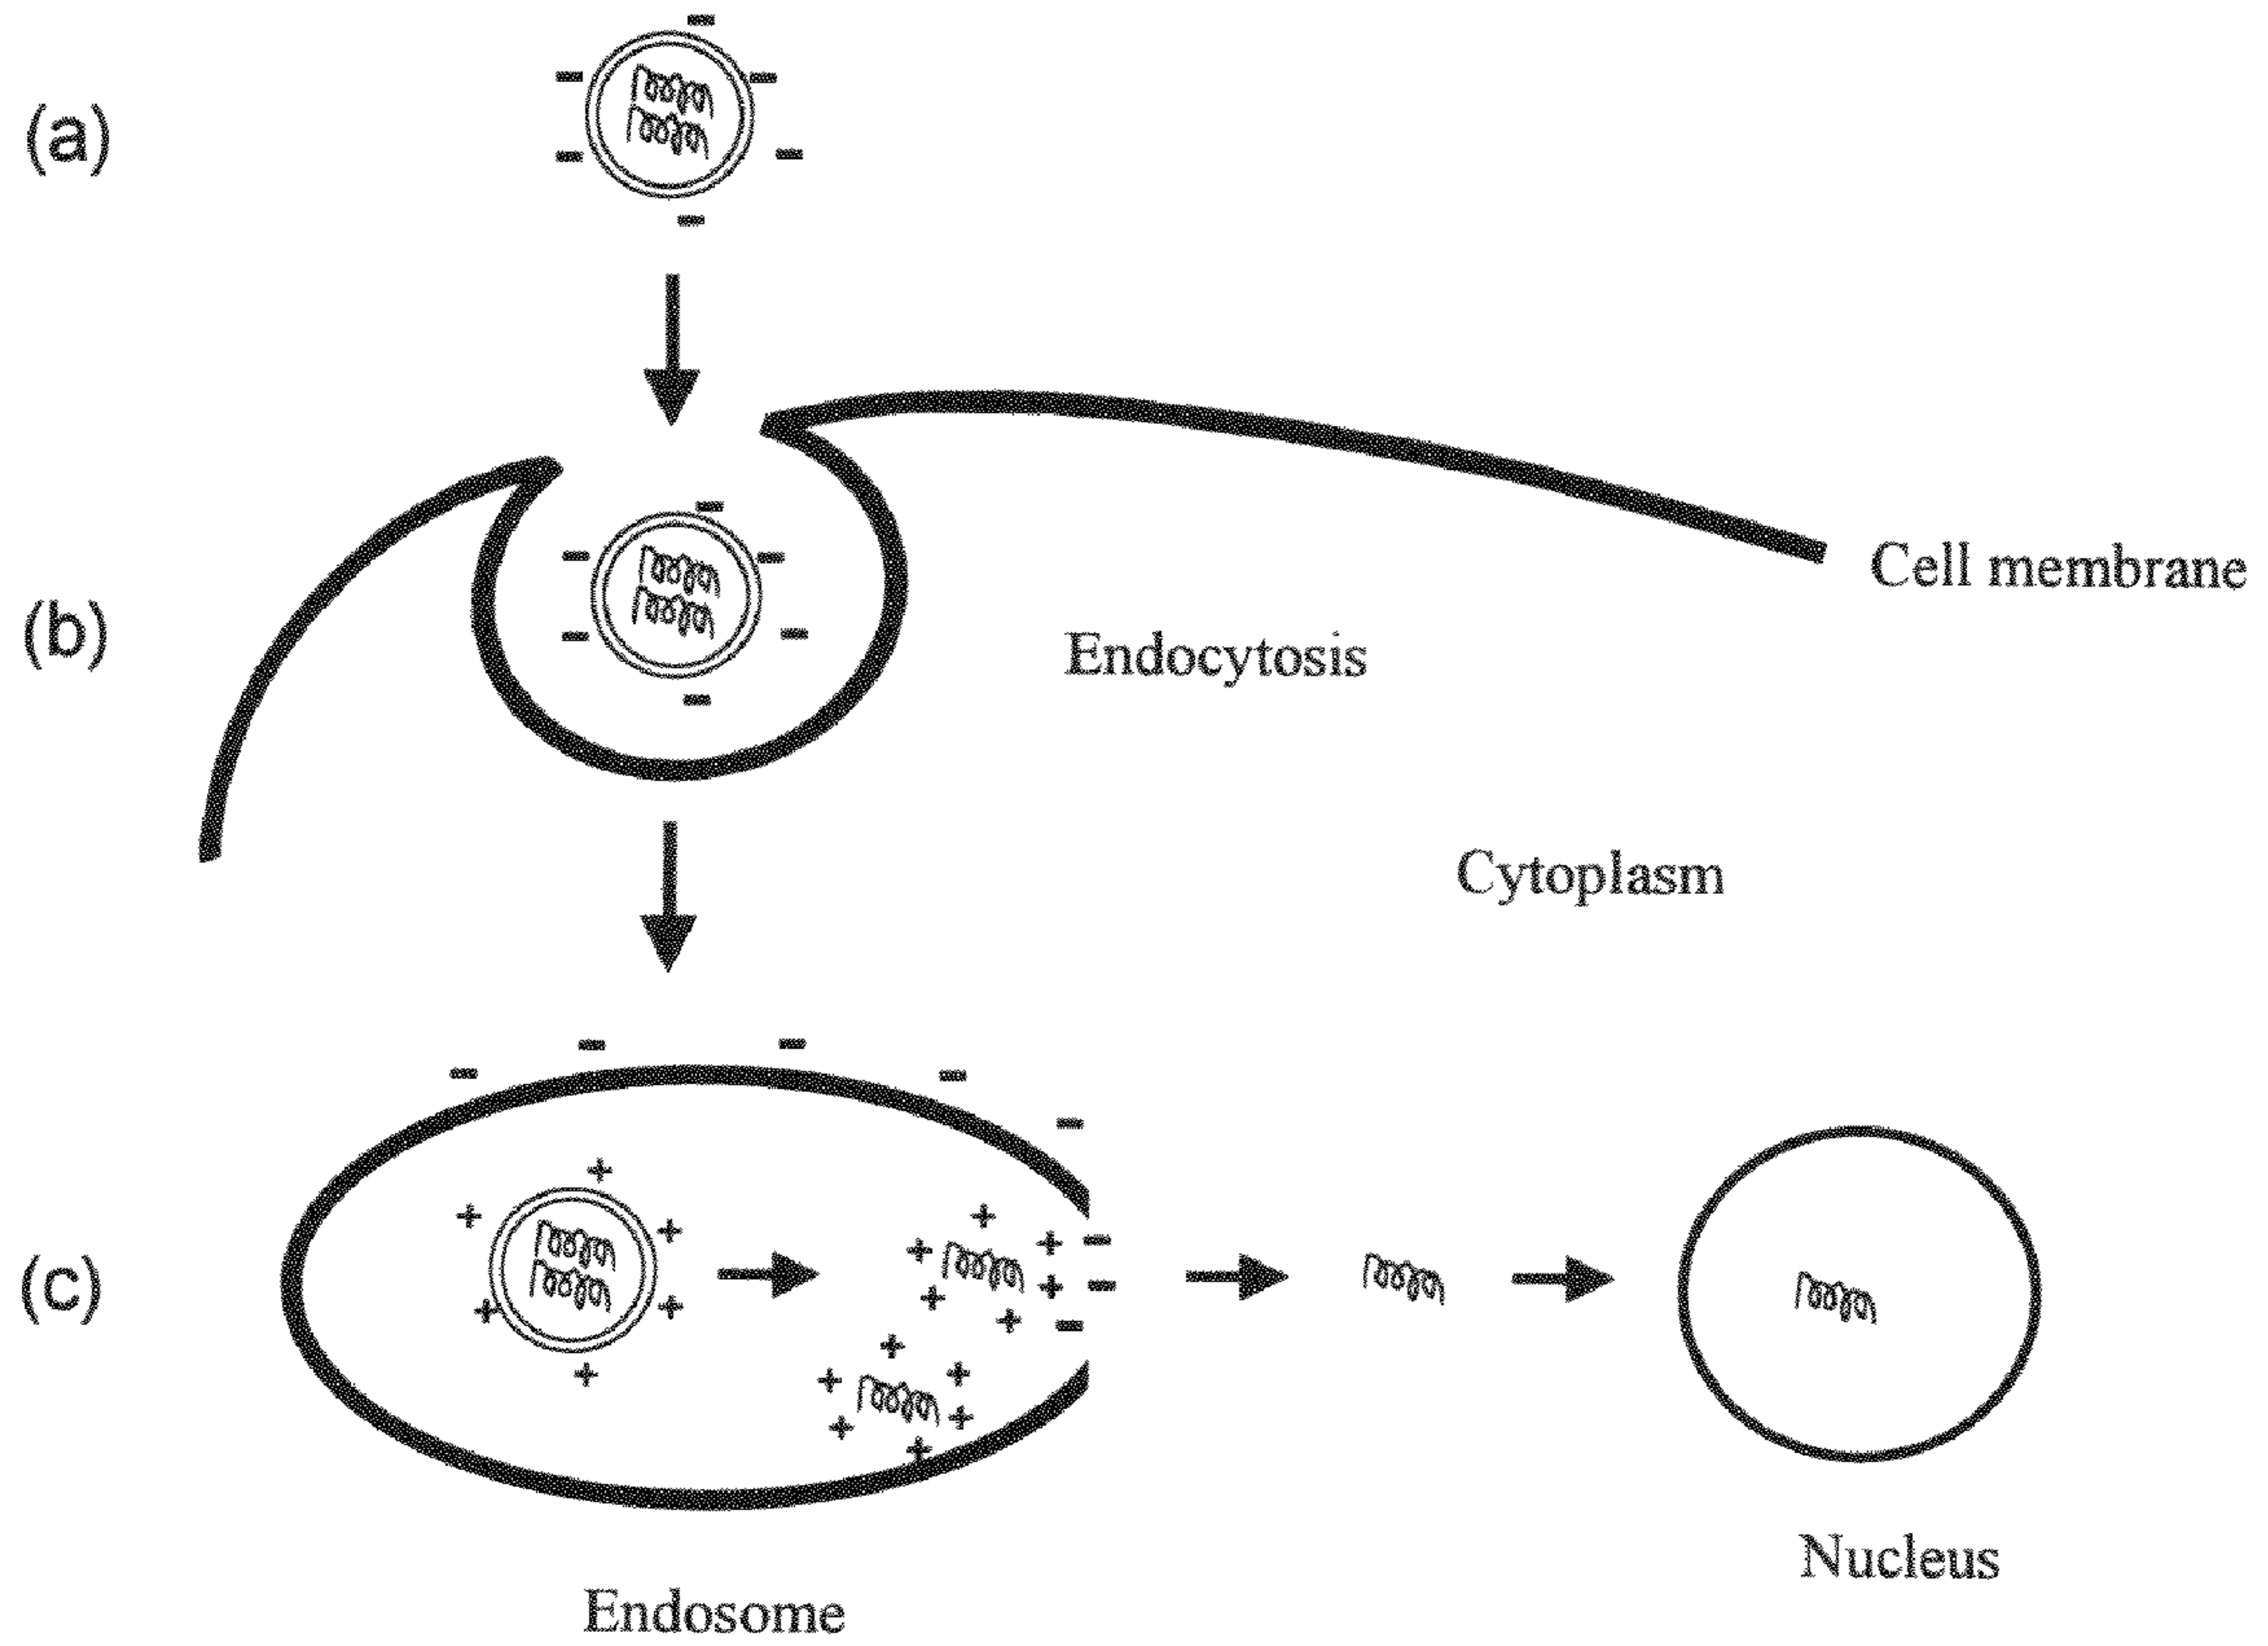 (a)
Cell membrane
(b)
Endocytosis
Cytoplasm
(c)
Nucleus
Endosome